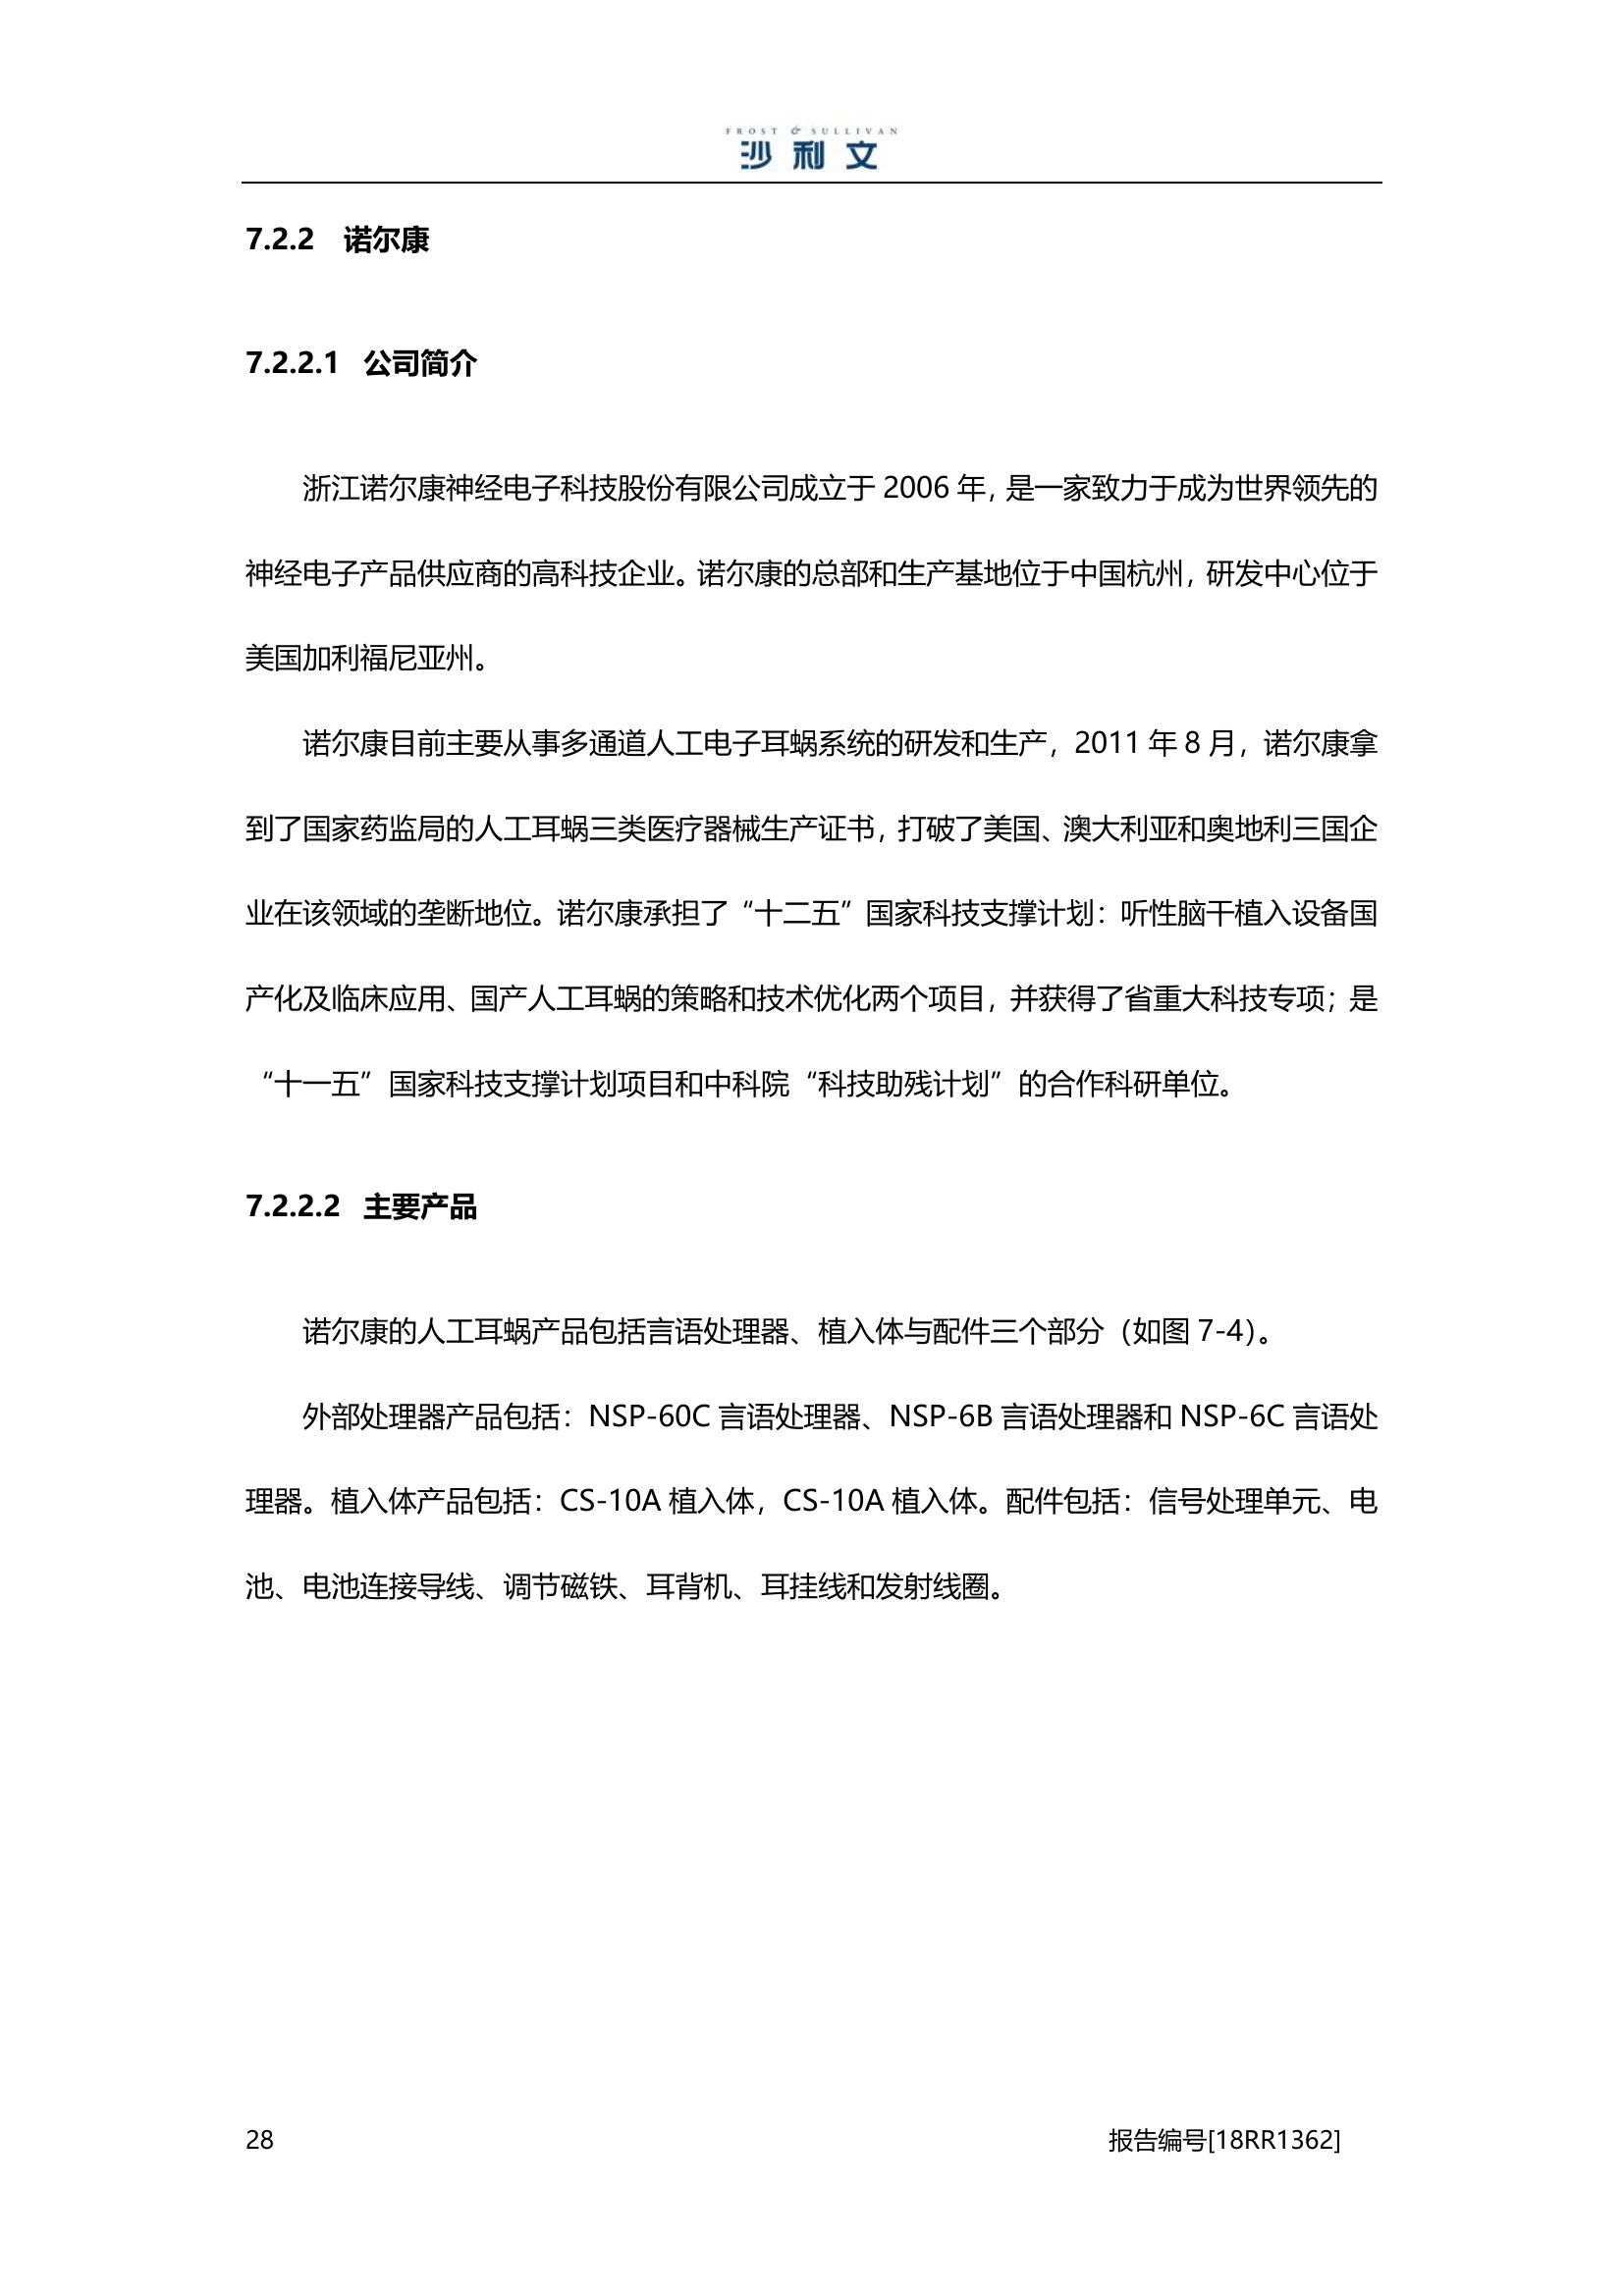 FROST & SULLIVAN
沙利文
7.2.2 诺尔康
7.2.2.1 公司简介
浙江诺尔康神经电子科技股份有限公司成立于 2006 年，是一家致力于成为世界领先的
神经电子产品供应商的高科技企业。诺尔康的总部和生产基地位于中国杭州，研发中心位于
美国加利福尼亚州。
诺尔康目前主要从事多通道人工电子耳蜗系统的研发和生产，2011 年 8 月，诺尔康拿
到了国家药监局的人工耳蜗三类医疗器械生产证书，打破了美国、澳大利亚和奥地利三国企
业在该领域的垄断地位。诺尔康承担了“十二五”国家科技支撑计划：听性脑干植入设备国
产化及临床应用、国产人工耳蜗的策略和技术优化两个项目，并获得了省重大科技专项；是
“十一五”国家科技支撑计划项目和中科院“科技助残计划”的合作科研单位。
7.2.2.2 主要产品
诺尔康的人工耳蜗产品包括言语处理器、植入体与配件三个部分（如图 7-4）。
外部处理器产品包括：NSP-60C 言语处理器、NSP-6B 言语处理器和 NSP-6C 言语处
理器。植入体产品包括：CS-10A 植入体，CS-10A 植入体。配件包括：信号处理单元、电
池、电池连接导线、调节磁铁、耳背机、耳挂线和发射线圈。
28 报告编号[18RR1362]